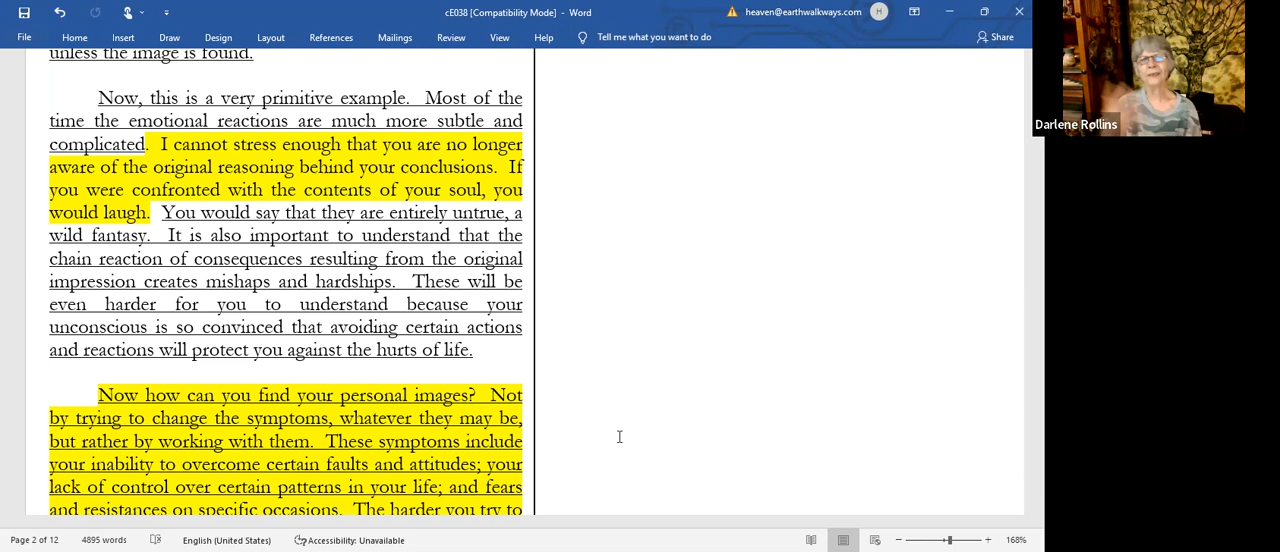 cE038 [Compatibility Mode] - Word
heaven@earthwalkways.com
H
File Home Insert Draw Design Layout References Mailings Review View Help Tell me what you want to do
Share
unless the image is found.
Now, this is a very primitive example. Most of the
time the emotional reactions are much more subtle and
complicated. I cannot stress enough that you are no longer
aware of the original reasoning behind your conclusions. If
you were confronted with the contents of your soul, you
would laugh. You would say that they are entirely untrue, a
wild fantasy. It is also important to understand that the
chain reaction of consequences resulting from the original
impression creates mishaps and hardships. These will be
even harder for you to understand because your
unconscious is so convinced that avoiding certain actions
and reactions will protect you against the hurts of life.
Now how can you find your personal images? Not
by trying to change the symptoms, whatever they may be,
but rather by working with them. These symptoms include
your inability to overcome certain faults and attitudes; your
lack of control over certain patterns in your life; and fears
and resistances on specific occasions. The harder you try to
Darlene Rollins
Page 2 of 12 4895 words English (United States) Accessibility: Unavailable 168%